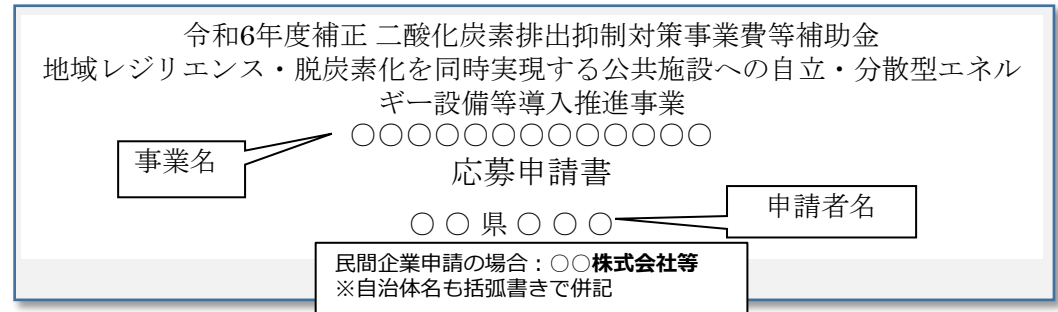 令和6年度補正 二酸化炭素排出抑制対策事業費等補助金
地域レジリエンス・脱炭素化を同時実現する公共施設への自立・分散型エネル
ギー設備等導入推進事業
○○○○○○○○○○○○○
事業名
応募申請書
申請者名
○○県○○○
民間企業申請の場合：○○株式会社等
※自治体名も括弧書きで併記